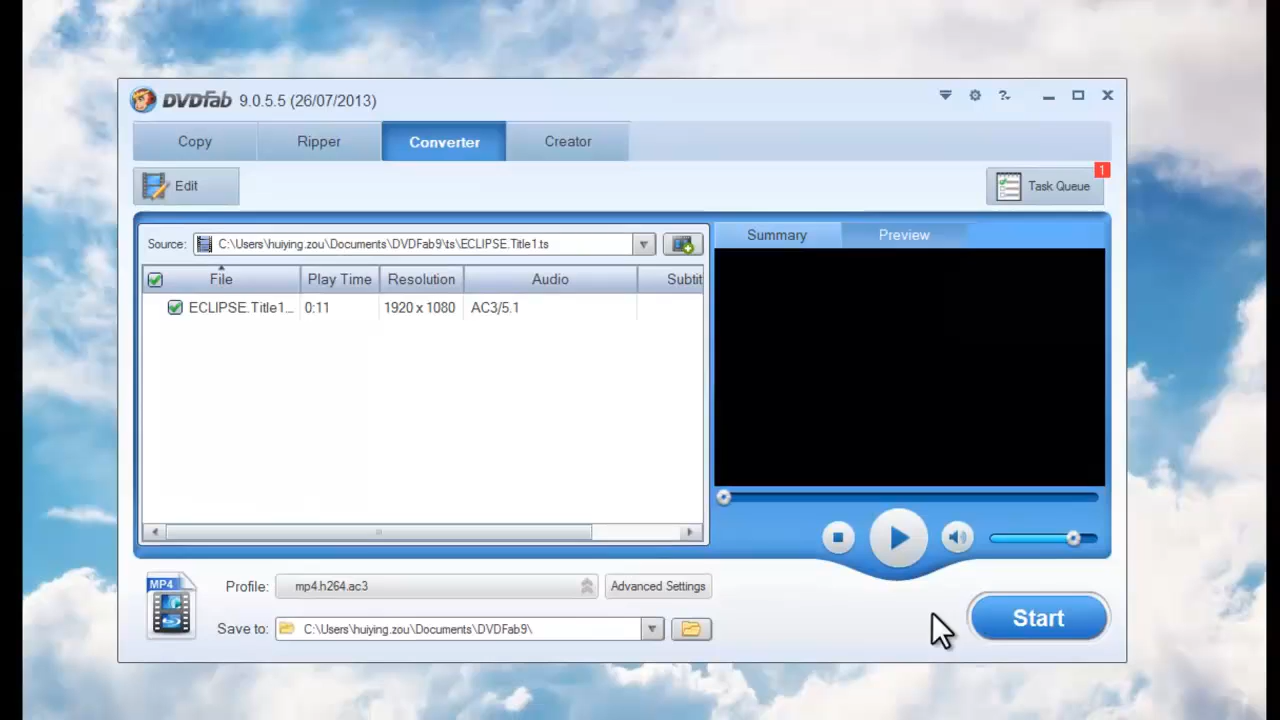 DVDFab 9.0.5.5 (26/07/2013)
Copy Ripper Converter Creator
Edit
1
Task Queue
Source: C:\Users\huiying.zou\Documents\DVDFab9\ts\ECLIPSE.Title1.ts
Summary Preview
File Play Time Resolution Audio Subtit
ECLIPSE.Title1... 0:11 1920 x 1080 AC3/5.1
MP4
Profile: mp4.h264.ac3 Advanced Settings
Save to: C:\Users\huiying.zou\Documents\DVDFab9\
Start